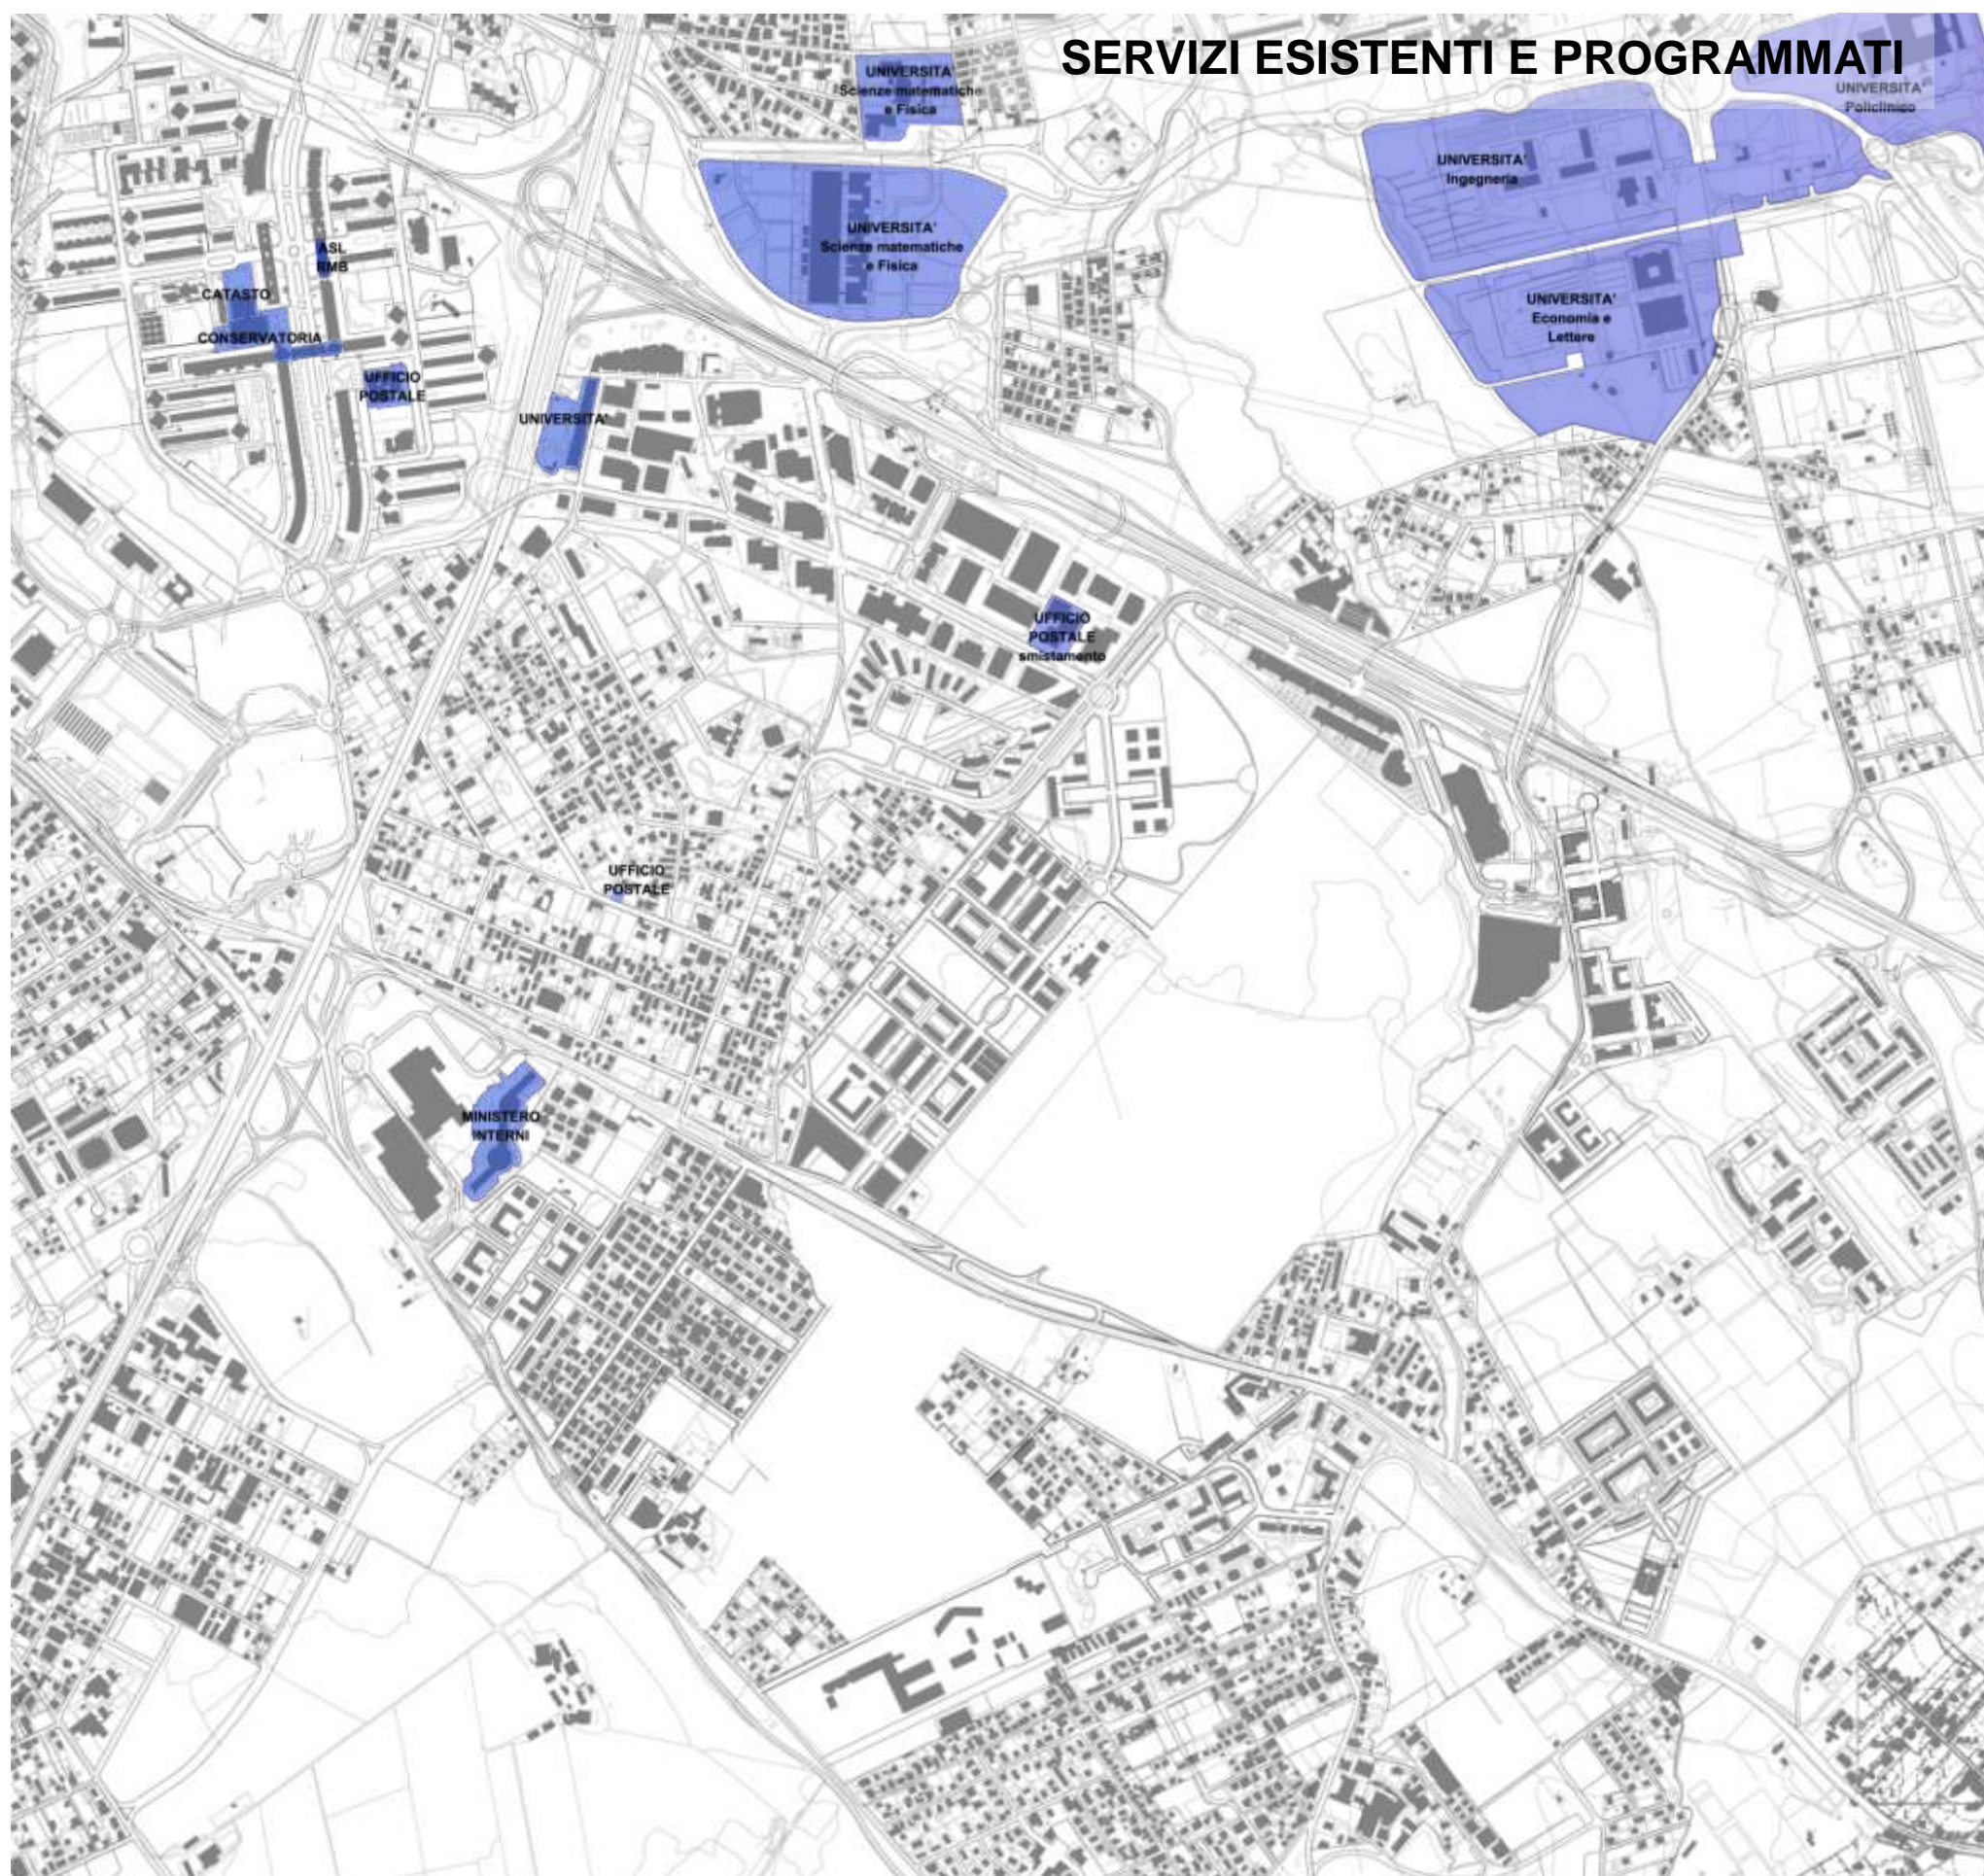 SERVIZI ESISTENTI E PROGRAMMATI
UNIVERSITA'
Scienze matematiche
e Fisica
UNIVERSITA'
Policlinico
UNIVERSITA'
Ingegneria
UNIVERSITA'
Scienze matematiche
e Fisica
ASL
RMB
CATASTO
CONSERVATORIA
UNIVERSITA'
Economia e
Lettere
UFFICIO
POSTALE
UNIVERSITA'
UFFICIO
POSTALE
smistamento
UFFICIO
POSTALE
MINISTERO
INTERNI